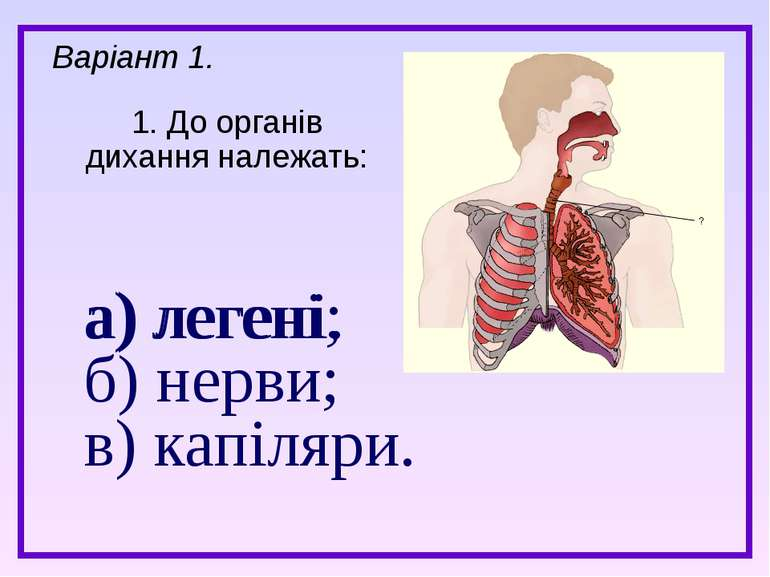 Варіант 1.
1. До органів
дихання належать:
?
а) легені;
б) нерви;
в) капіляри.